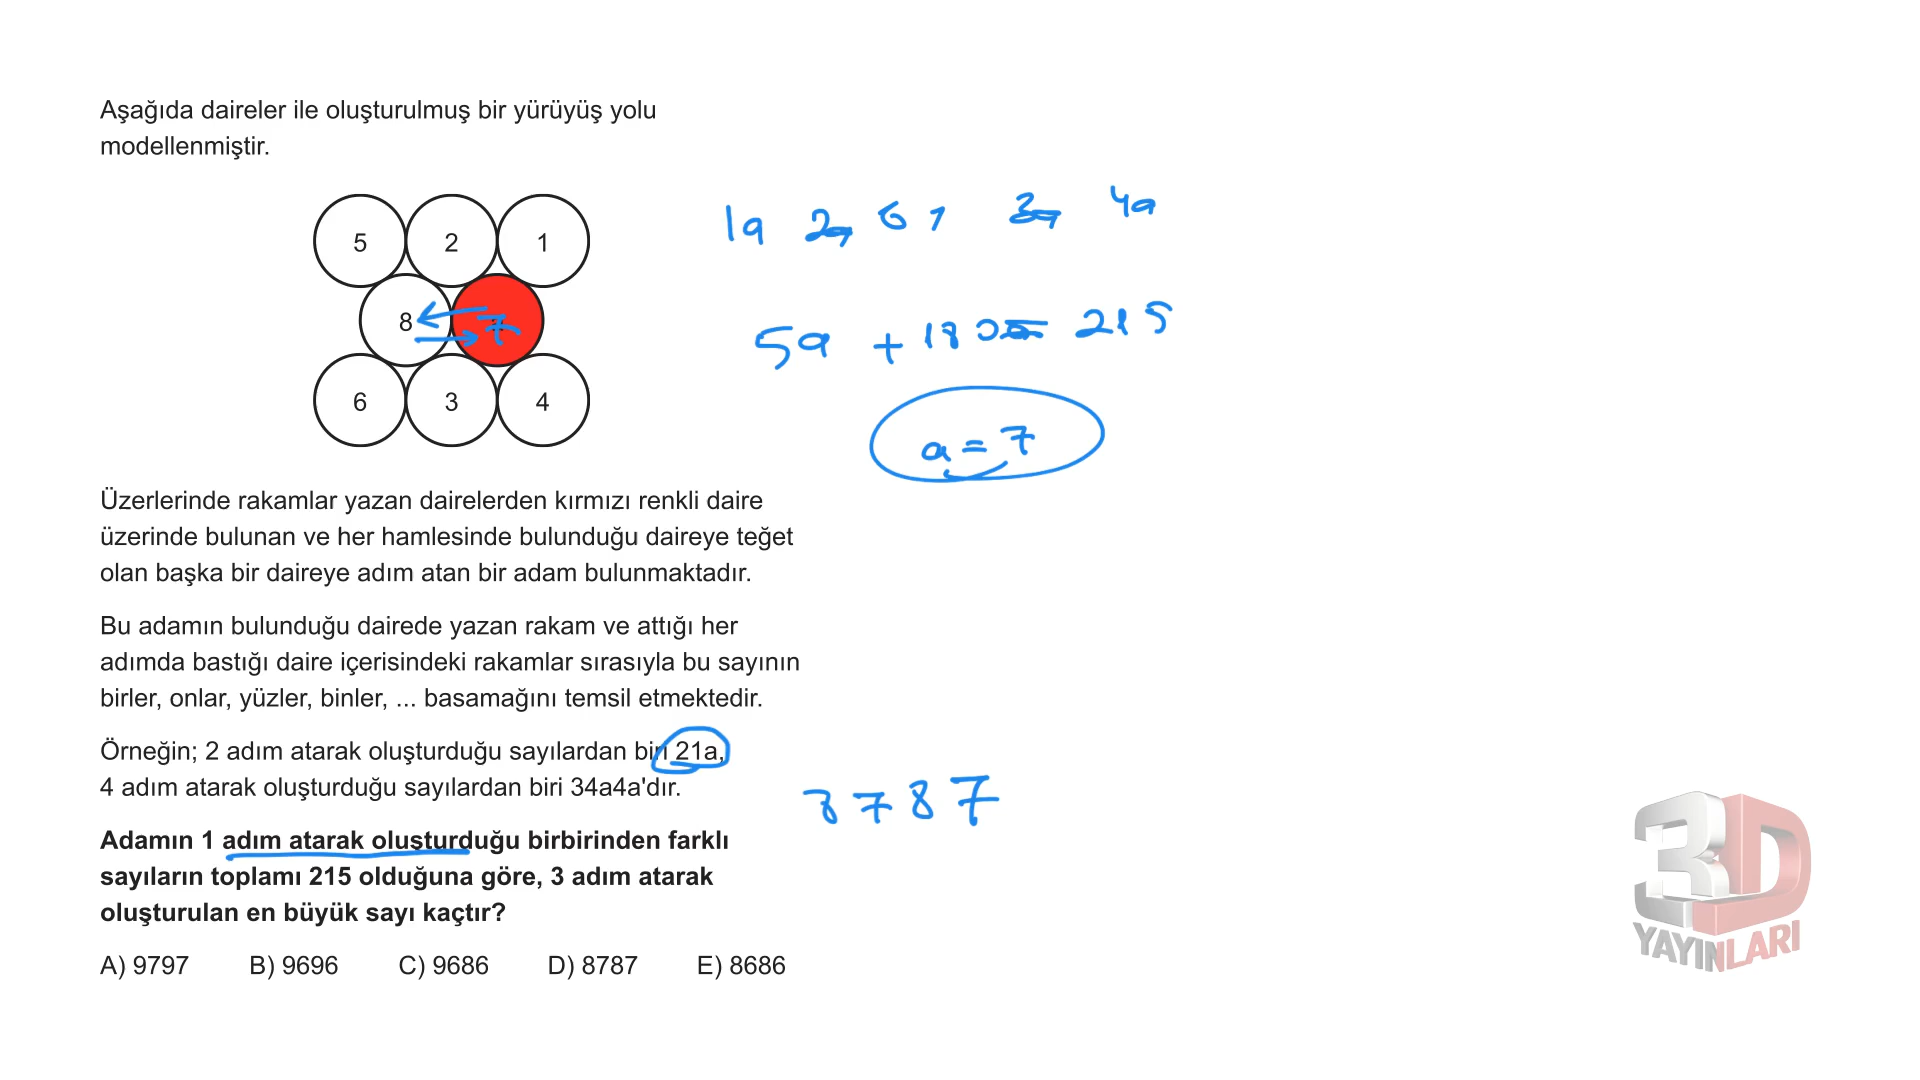 Aşağıda daireler ile oluşturulmuş bir yürüyüş yolu
modellenmiştir.
5 2 1
8 7
6 3 4
1a 2a 3a 4a
5a + 180 = 215
a = 7
Üzerlerinde rakamlar yazan dairelerden kırmızı renkli daire
üzerinde bulunan ve her hamlesinde bulunduğu daireye teğet
olan başka bir daireye adım atan bir adam bulunmaktadır.
Bu adamın bulunduğu dairede yazan rakam ve attığı her
adımda bastığı daire içerisindeki rakamlar sırasıyla bu sayının
birler, onlar, yüzler, binler, ... basamağını temsil etmektedir.
Örneğin; 2 adım atarak oluşturduğu sayılardan biri 21a,
4 adım atarak oluşturduğu sayılardan biri 34a4a'dır.
8787
Adamın 1 adım atarak oluşturduğu birbirinden farklı
sayıların toplamı 215 olduğuna göre, 3 adım atarak
oluşturulan en büyük sayı kaçtır?
A) 9797 B) 9696 C) 9686 D) 8787 E) 8686
3D
YAYINLARI